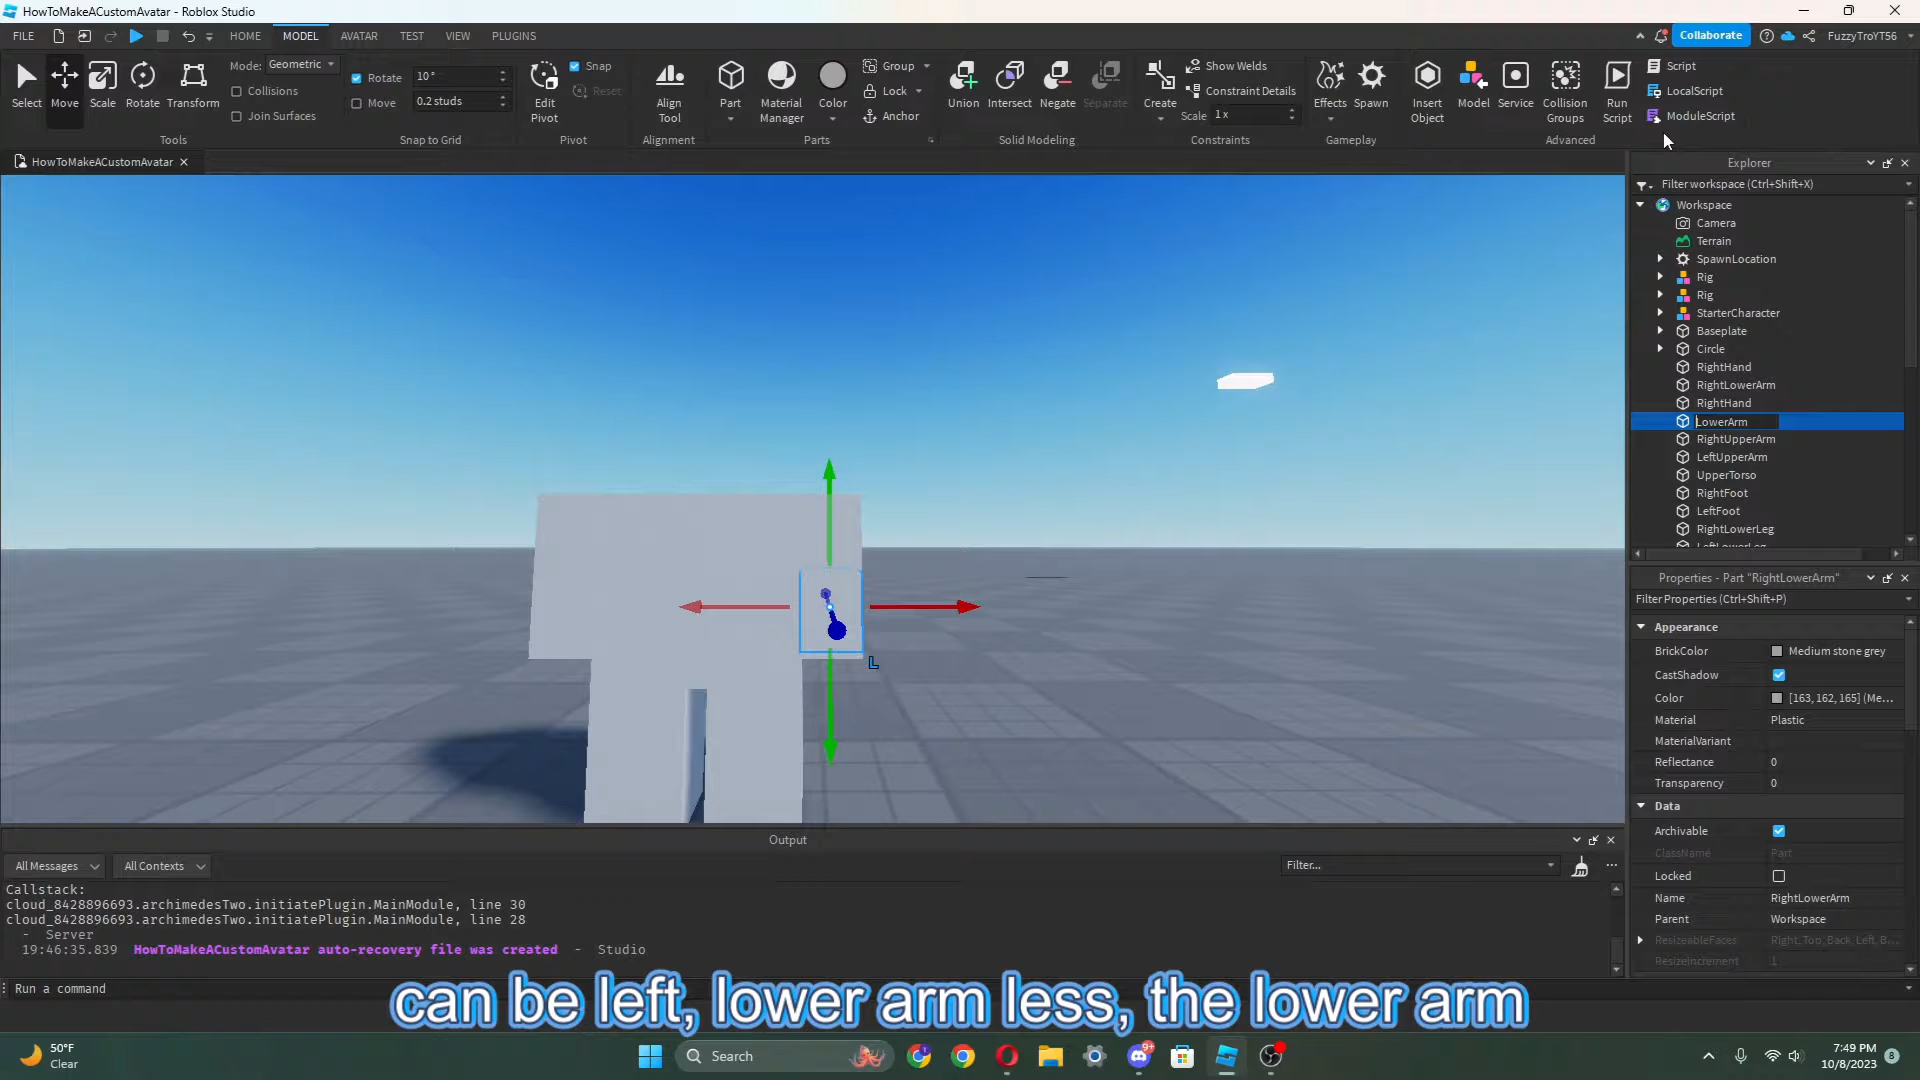 HowToMakeACustomAvatar - Roblox Studio
FILE HOME MODEL AVATAR TEST VIEW PLUGINS Collaborate FuzzyTroYT56
Select Move Scale Rotate Transform
Mode: Geometric
Collisions
Join Surfaces
Tools
Rotate 10°
Move 0.2 studs
Snap to Grid
Edit Pivot
Snap
Reset
Pivot
Align Tool
Alignment
Part Material Manager Color
Group
Lock
Anchor
Parts
Union Intersect Negate Separate
Solid Modeling
Create
Show Welds
Constraint Details
Scale 1 x
Constraints
Effects Spawn
Gameplay
Insert Object Model Service Collision Groups Run Script
Script
LocalScript
ModuleScript
Advanced
HowToMakeACustomAvatar
Explorer
Filter workspace (Ctrl+Shift+X)
Workspace
Camera
Terrain
SpawnLocation
Rig
Rig
StarterCharacter
Baseplate
Circle
RightHand
RightLowerArm
RightHand
LowerArm
RightUpperArm
LeftUpperArm
UpperTorso
RightFoot
LeftFoot
RightLowerLeg
LeftLowerLeg
L
Properties - Part "RightLowerArm"
Filter Properties (Ctrl+Shift+P)
Appearance
BrickColor Medium stone grey
CastShadow
Color [163, 162, 165] (Me...
Material Plastic
MaterialVariant
Reflectance 0
Transparency 0
Data
Archivable
ClassName Part
Locked
Name RightLowerArm
Parent Workspace
ResizeableFaces Right, Top, Back, Left, B...
ResizeIncrement 1
Output
All Messages All Contexts Filter...
Callstack:
cloud_8428896693.archimedesTwo.initiatePlugin.MainModule, line 30
cloud_8428896693.archimedesTwo.initiatePlugin.MainModule, line 28
- Server
19:46:35.839 HowToMakeACustomAvatar auto-recovery file was created - Studio
Run a command
can be left, lower arm less, the lower arm
50°F
Clear
Search
9+
7:49 PM
10/8/2023
8